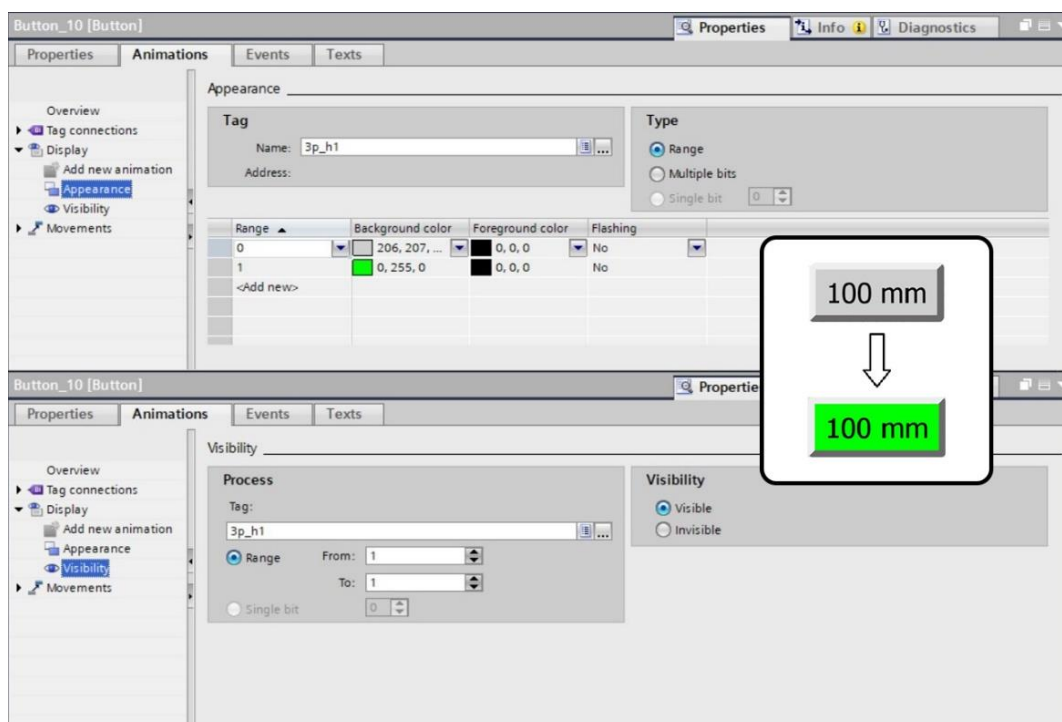 Button_10 [Button]
Properties Info Diagnostics
Properties Animations Events Texts
Appearance
Overview
Tag connections
Display
Add new animation
Appearance
Visibility
Movements
Tag
Name: 3p_h1
Address:
Type
Range
Multiple bits
Single bit 0
Range Background color Foreground color Flashing
0 206, 207, ... 0, 0, 0 No
1 0, 255, 0 0, 0, 0 No
<Add new>
100 mm
100 mm
Button_10 [Button]
Propertie
Properties Animations Events Texts
Visibility
Overview
Tag connections
Display
Add new animation
Appearance
Visibility
Movements
Process
Tag:
3p_h1
Range From: 1
To: 1
Single bit 0
Visibility
Visible
Invisible